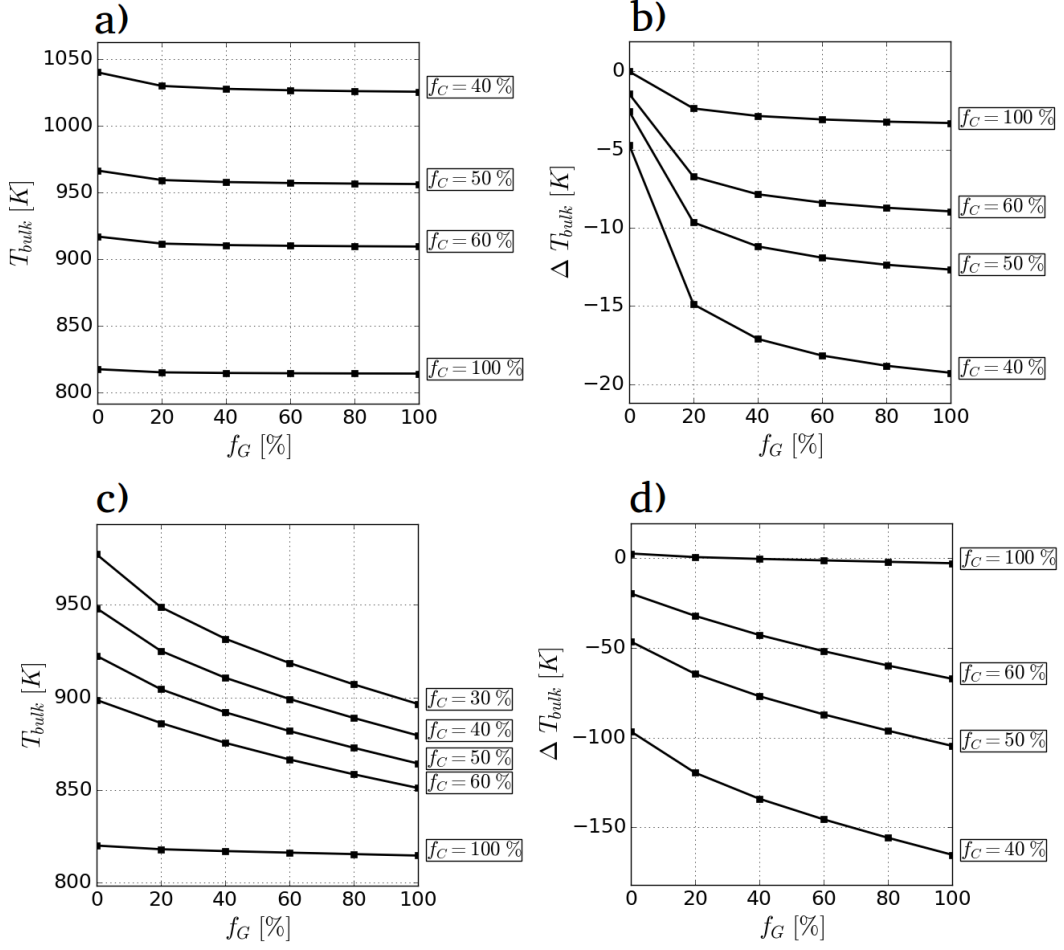 a)
1050
1000
950
900
850
800
T_bulk [K]
0 20 40 60 80 100
f_G [%]
f_C = 40 %
f_C = 50 %
f_C = 60 %
f_C = 100 %
b)
0
−5
−10
−15
−20
Δ T_bulk [K]
0 20 40 60 80 100
f_G [%]
f_C = 100 %
f_C = 60 %
f_C = 50 %
f_C = 40 %
c)
950
900
850
800
T_bulk [K]
0 20 40 60 80 100
f_G [%]
f_C = 30 %
f_C = 40 %
f_C = 50 %
f_C = 60 %
f_C = 100 %
d)
0
−50
−100
−150
Δ T_bulk [K]
0 20 40 60 80 100
f_G [%]
f_C = 100 %
f_C = 60 %
f_C = 50 %
f_C = 40 %